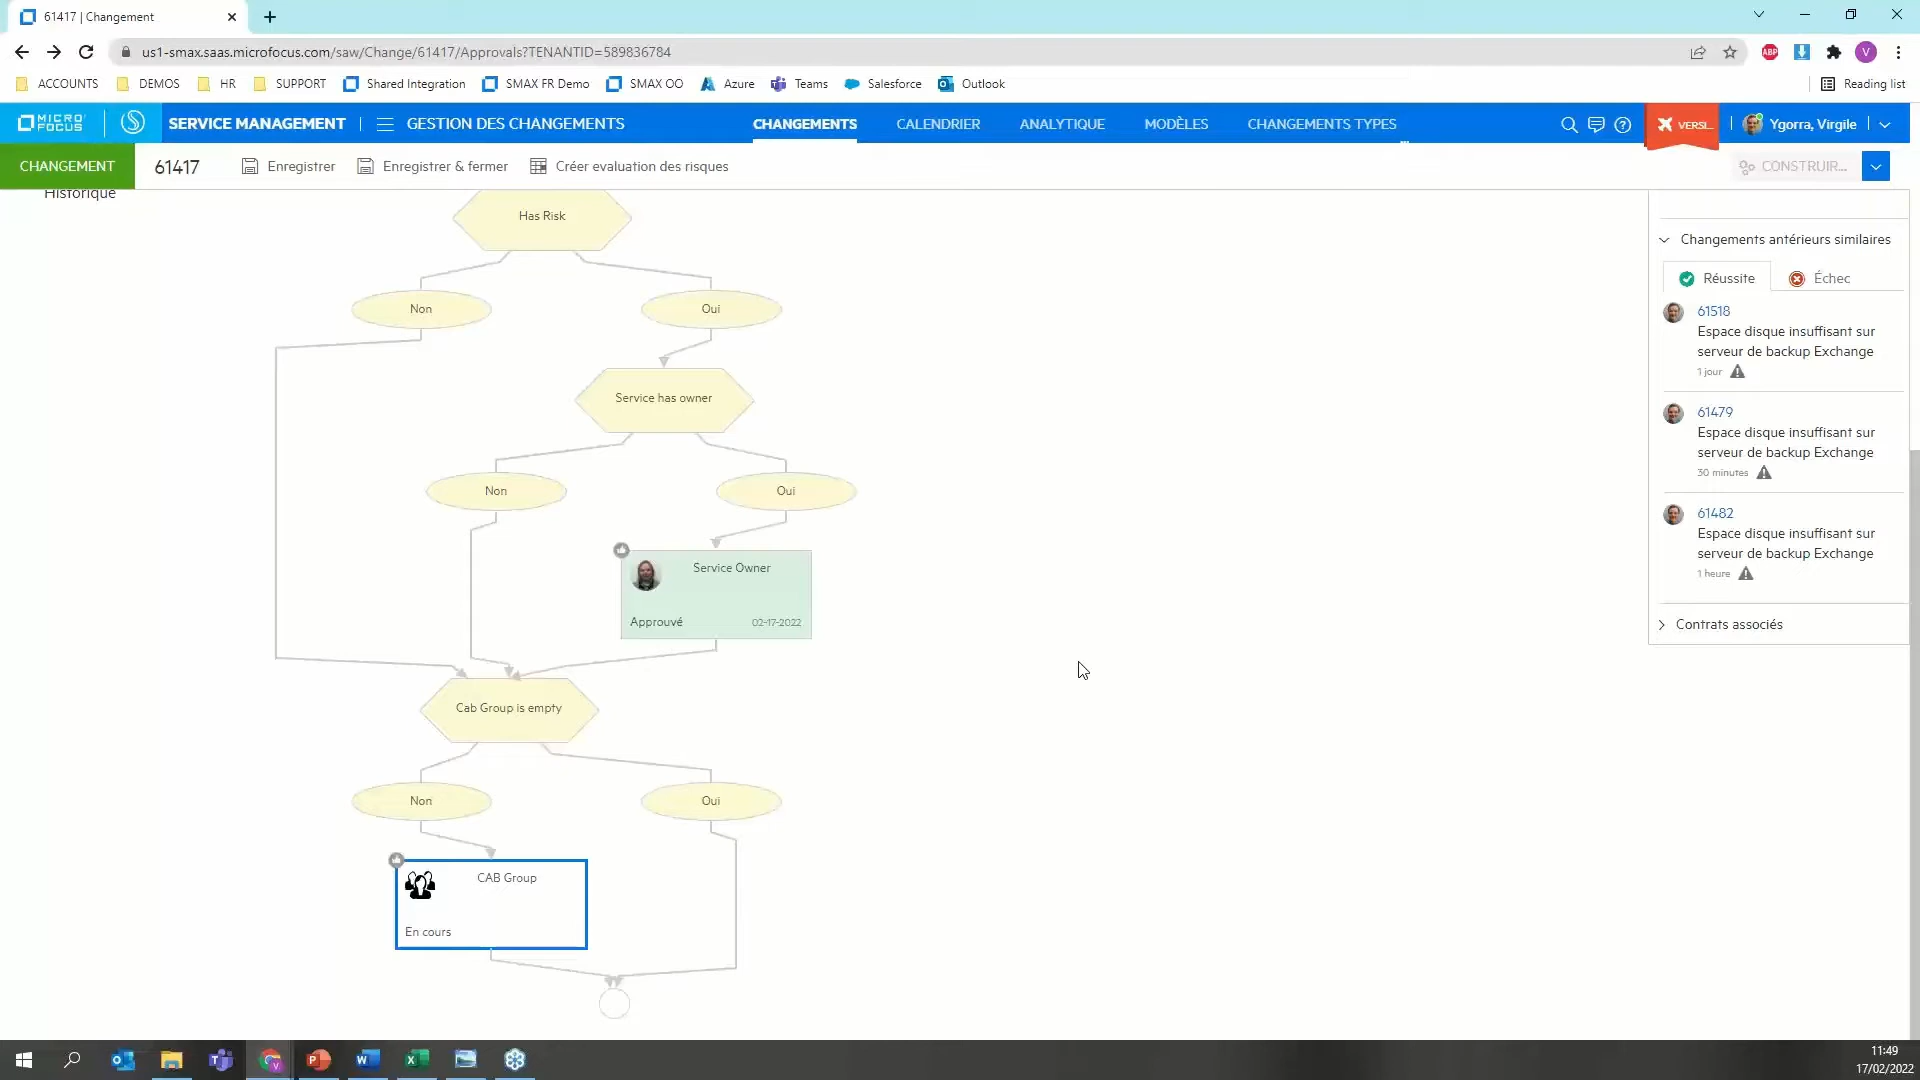 61417 | Changement
us1-smax.saas.microfocus.com/saw/Change/61417/Approvals?TENANTID=589836784
ABP
V
ACCOUNTS
DEMOS
HR
SUPPORT
Shared Integration
SMAX FR Demo
SMAX OO
Azure
Teams
Salesforce
Outlook
Reading list
MICRO FOCUS
SERVICE MANAGEMENT
GESTION DES CHANGEMENTS
CHANGEMENTS
CALENDRIER
ANALYTIQUE
MODÈLES
CHANGEMENTS TYPES
VERSI...
Ygorra, Virgile
CHANGEMENT
61417
Enregistrer
Enregistrer & fermer
Créer evaluation des risques
CONSTRUIR...
Historique
Has Risk
Non
Oui
Service has owner
Non
Oui
Service Owner
Approuvé
02-17-2022
Cab Group is empty
Non
Oui
CAB Group
En cours
Changements antérieurs similaires
Réussite
Échec
61518
Espace disque insuffisant sur
serveur de backup Exchange
1 jour
61479
Espace disque insuffisant sur
serveur de backup Exchange
30 minutes
61482
Espace disque insuffisant sur
serveur de backup Exchange
1 heure
Contrats associés
11:49
17/02/2022